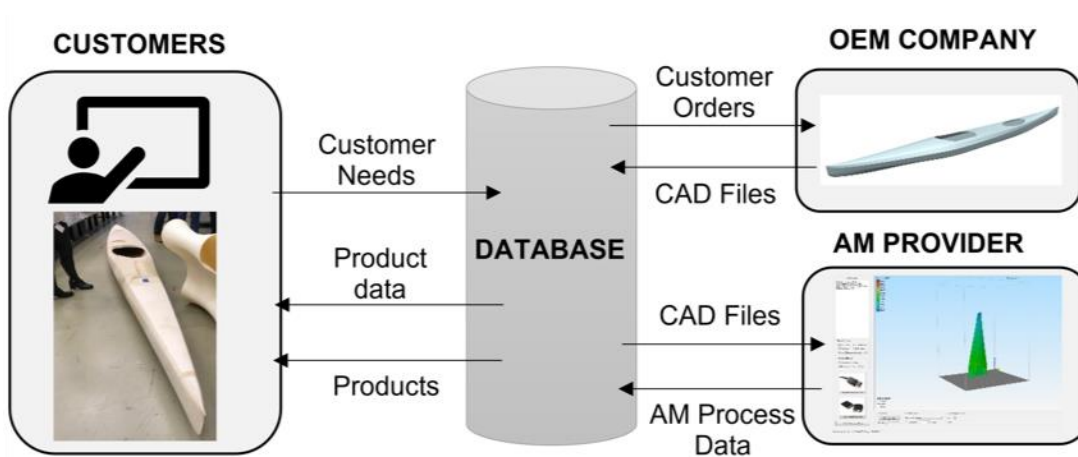 CUSTOMERS
OEM COMPANY
Customer
Orders
Customer
Needs
CAD Files
DATABASE
AM PROVIDER
Product
data
CAD Files
Products
AM Process
Data